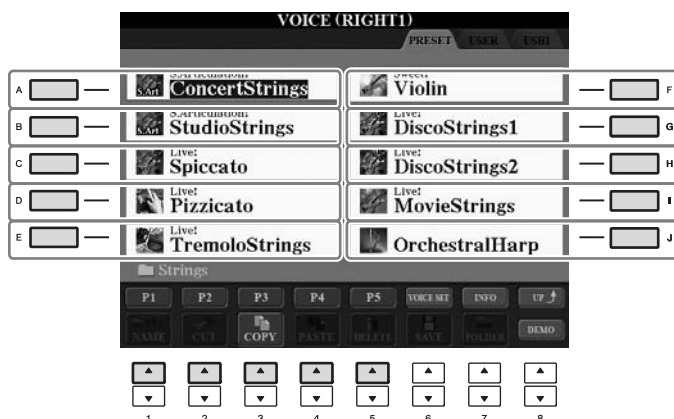 VOICE (RIGHT1)
PRESET USER USB1
A S.Articulation! S.Art ConcertStrings
Sweet! Violin F
B S.Articulation! S.Art StudioStrings
Live! DiscoStrings1 G
C Live! Spiccato
Live! DiscoStrings2 H
D Live! Pizzicato
Live! MovieStrings I
E Live! TremoloStrings
OrchestralHarp J
Strings
P1 P2 P3 P4 P5 VOICE SET INFO UP
NAME CUT COPY PASTE DELETE SAVE FOLDER DEMO
1 2 3 4 5 6 7 8